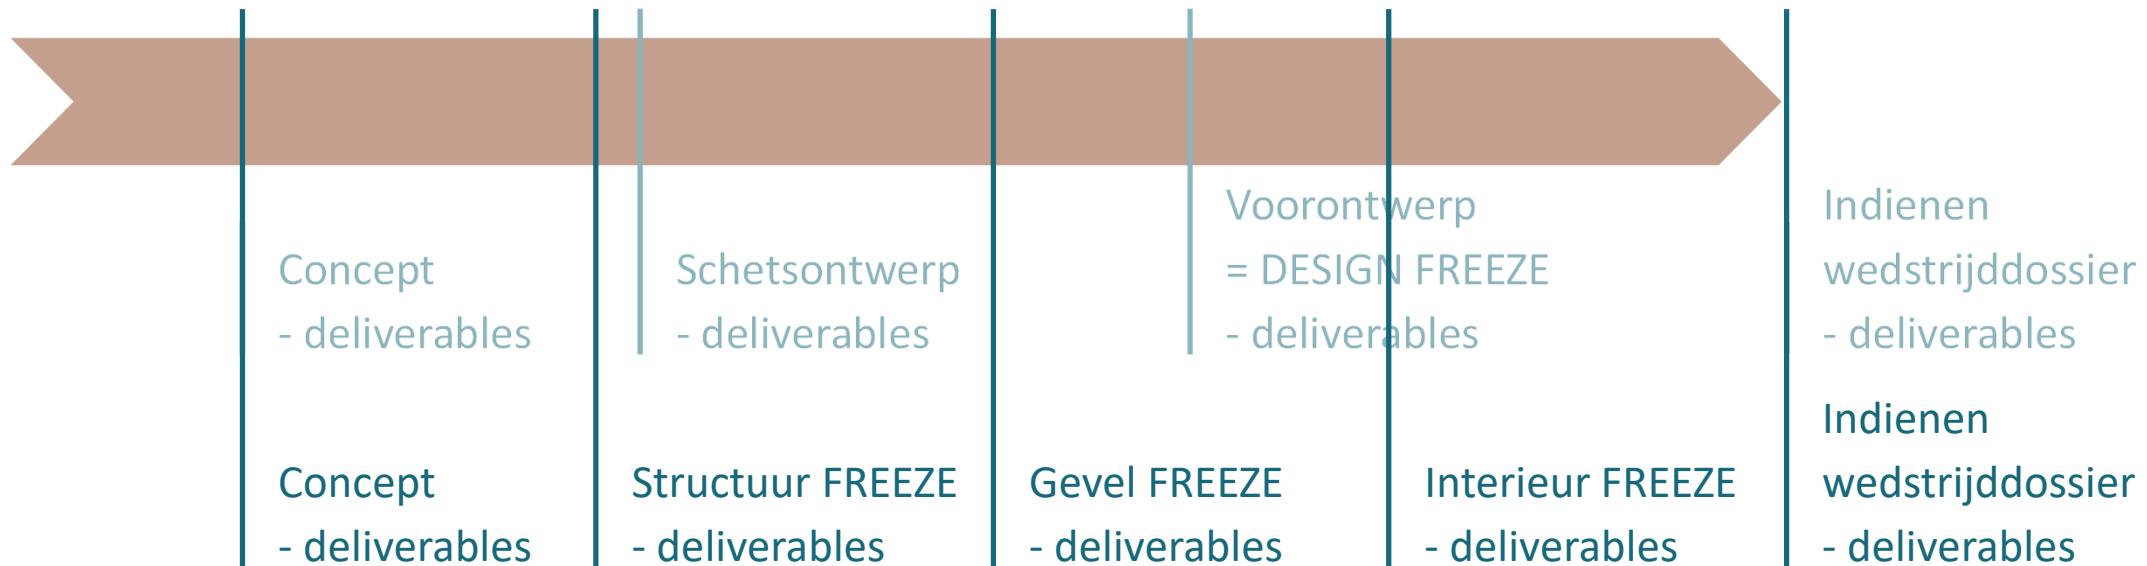 Concept
- deliverables
Schetsontwerp
- deliverables
Voorontwerp
= DESIGN FREEZE
- deliverables
Indienen
wedstrijddossier
- deliverables
Concept
- deliverables
Structuur FREEZE
- deliverables
Gevel FREEZE
- deliverables
Interieur FREEZE
- deliverables
Indienen
wedstrijddossier
- deliverables